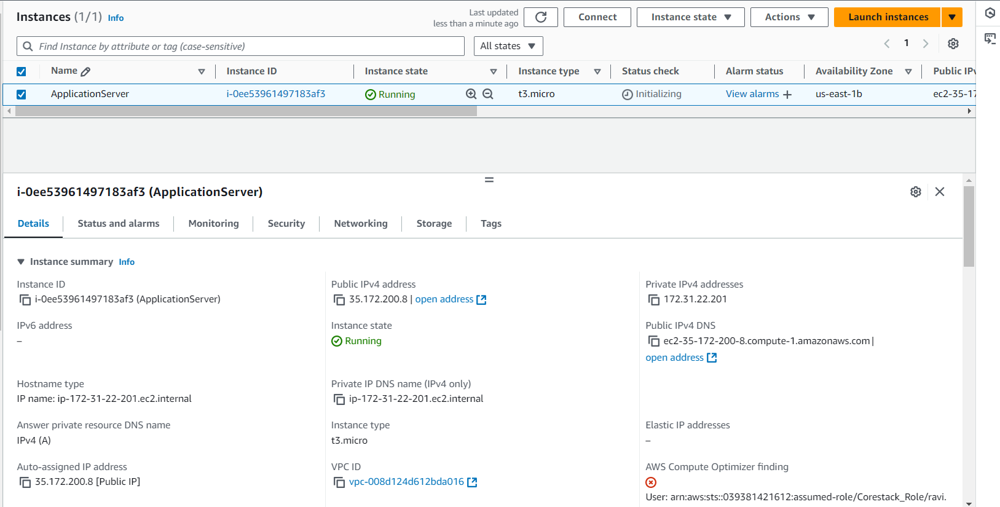 Instances (1/1) Info
Last updated
less than a minute ago
Connect
Instance state
Actions
Launch instances
Find Instance by attribute or tag (case-sensitive)
All states
1
Name Instance ID Instance state Instance type Status check Alarm status Availability Zone Public IPv
ApplicationServer i-0ee53961497183af3 Running t3.micro Initializing View alarms us-east-1b ec2-35-17
i-0ee53961497183af3 (ApplicationServer)
Details Status and alarms Monitoring Security Networking Storage Tags
Instance summary Info
Instance ID
i-0ee53961497183af3 (ApplicationServer)
Public IPv4 address
35.172.200.8 | open address
Private IPv4 addresses
172.31.22.201
IPv6 address
–
Instance state
Running
Public IPv4 DNS
ec2-35-172-200-8.compute-1.amazonaws.com |
open address
Hostname type
IP name: ip-172-31-22-201.ec2.internal
Private IP DNS name (IPv4 only)
ip-172-31-22-201.ec2.internal
Answer private resource DNS name
IPv4 (A)
Instance type
t3.micro
Elastic IP addresses
–
Auto-assigned IP address
35.172.200.8 [Public IP]
VPC ID
vpc-008d124d612bda016
AWS Compute Optimizer finding
User: arn:aws:sts::039381421612:assumed-role/Corestack_Role/ravi.